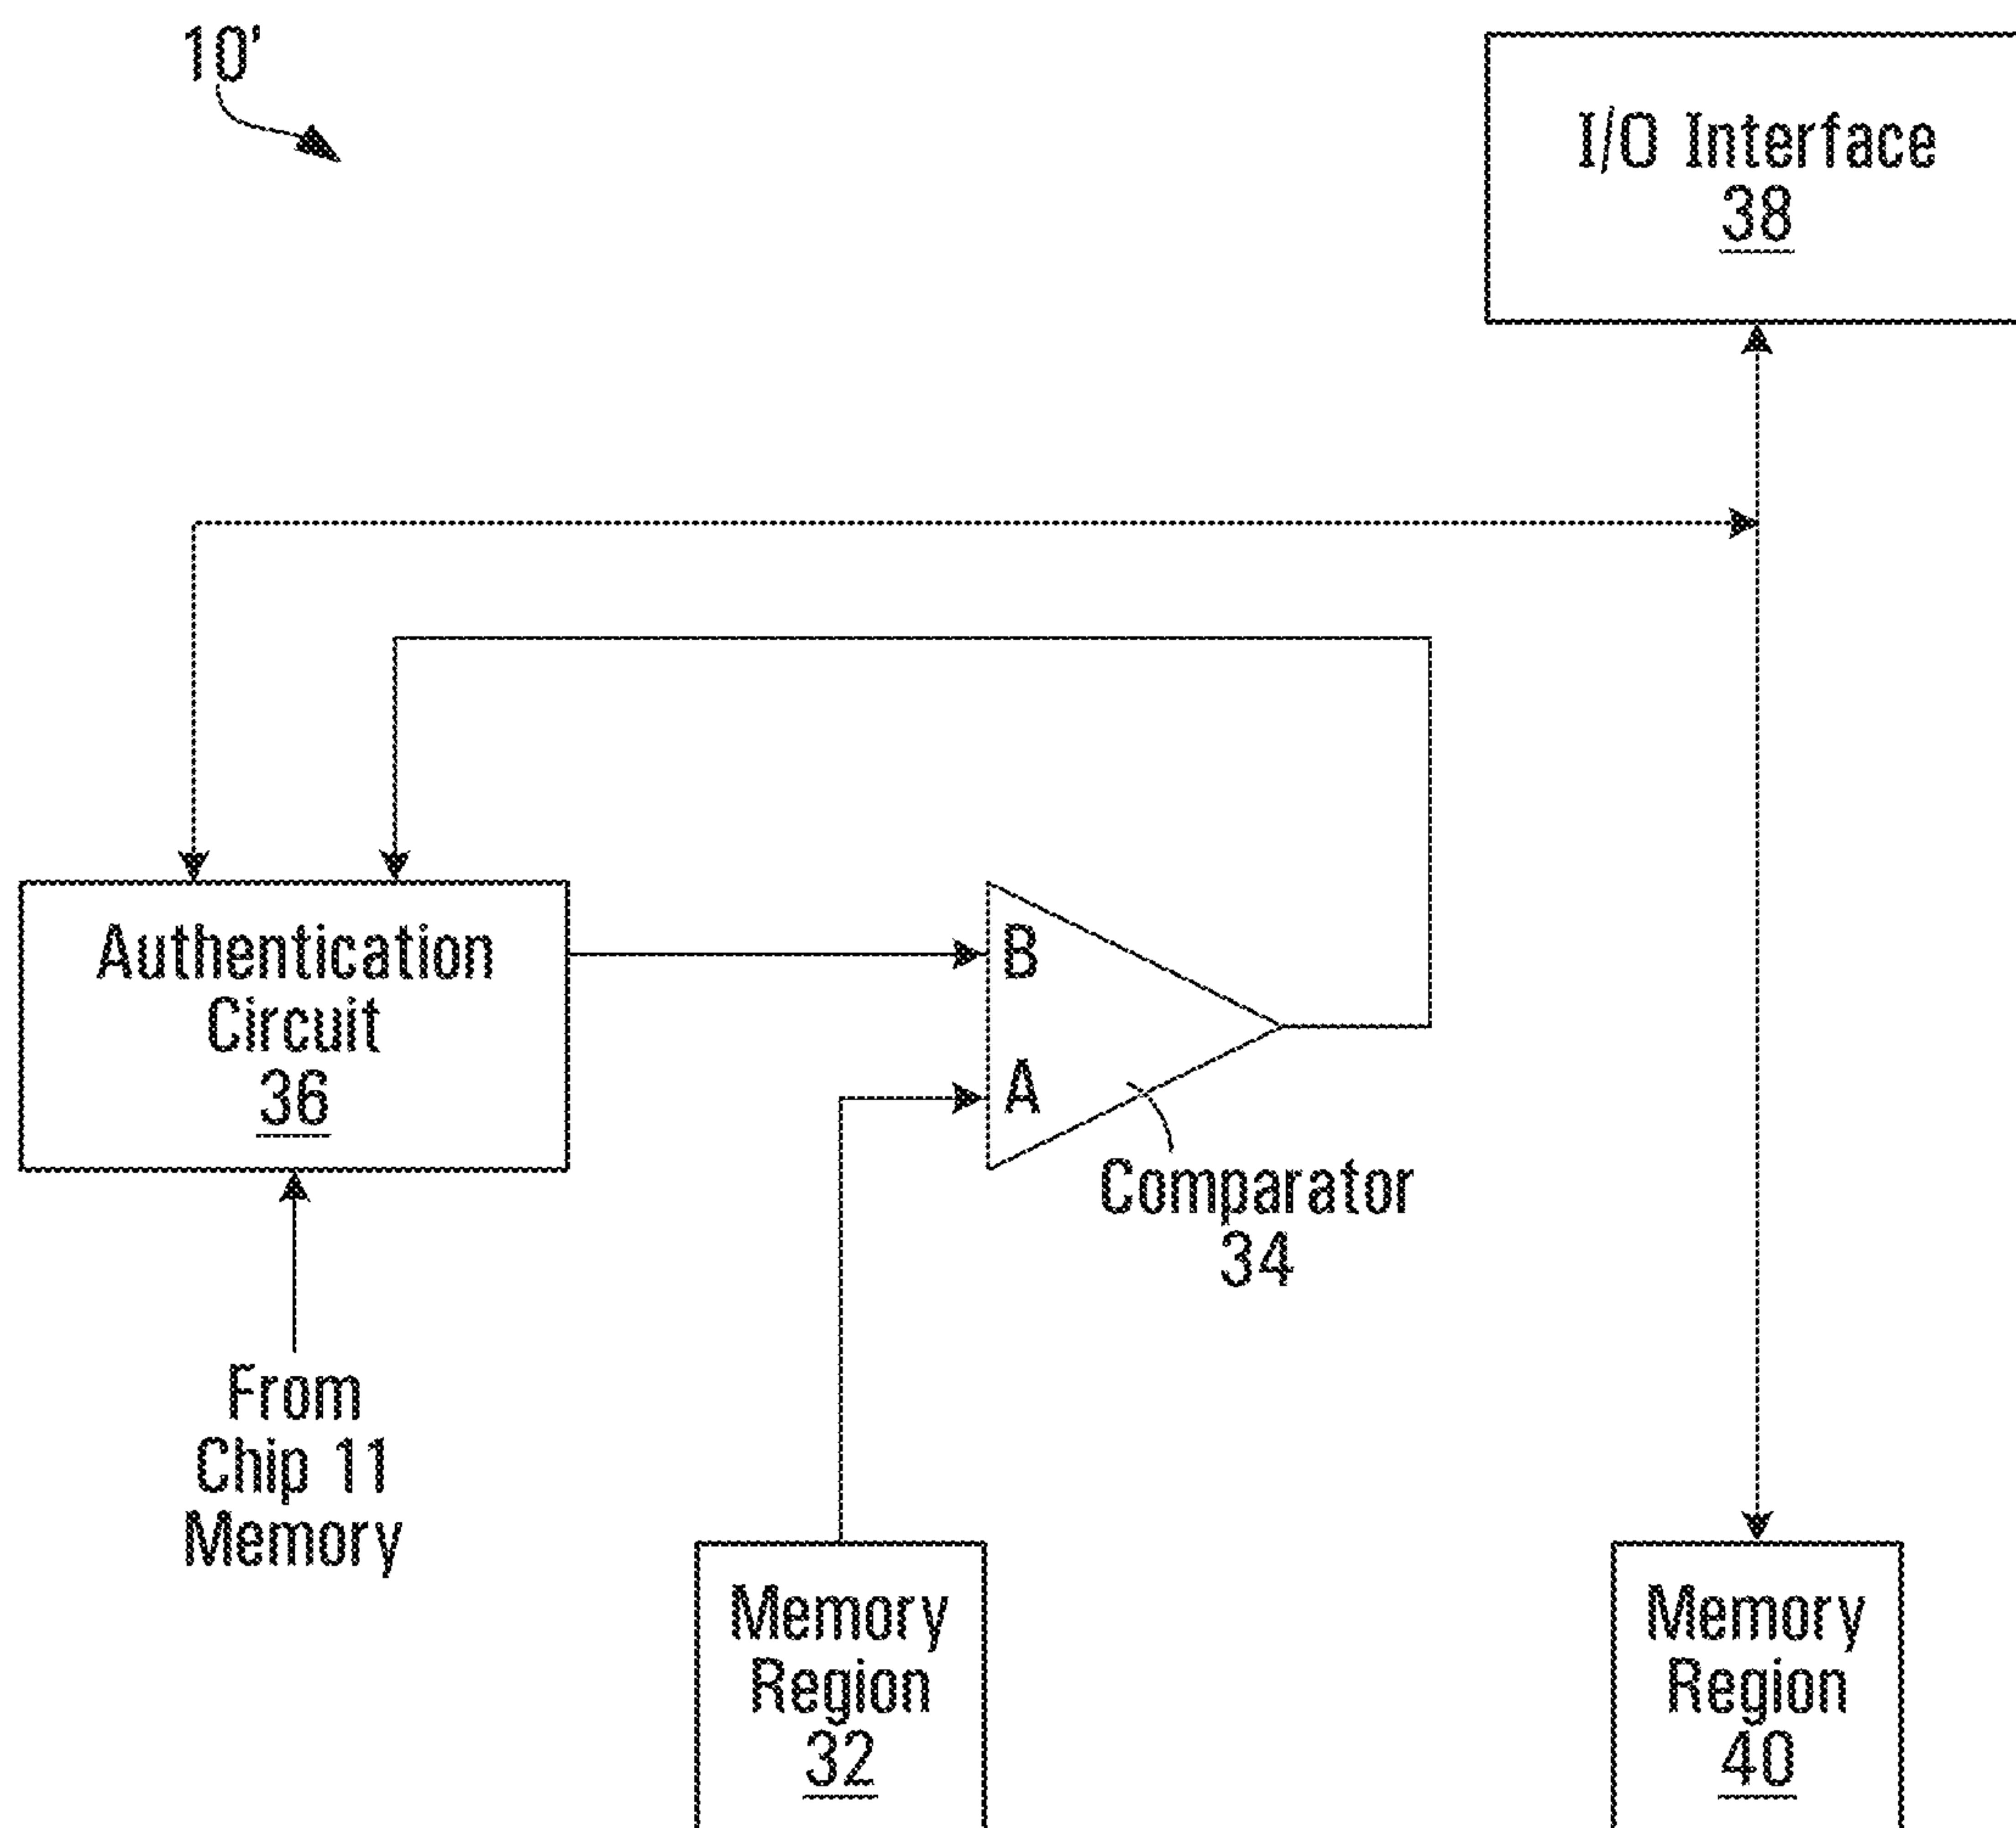 10'
I/O Interface
38
Authentication
Circuit
36
B
A
Comparator
34
From
Chip 11
Memory
Memory
Region
32
Memory
Region
40